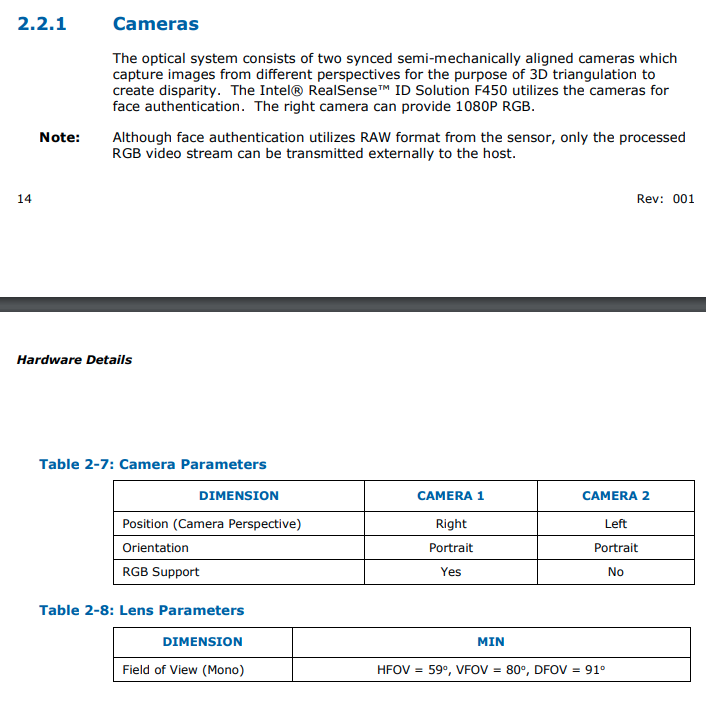 2.2.1 Cameras
The optical system consists of two synced semi-mechanically aligned cameras which
capture images from different perspectives for the purpose of 3D triangulation to
create disparity. The Intel® RealSense™ ID Solution F450 utilizes the cameras for
face authentication. The right camera can provide 1080P RGB.
Note: Although face authentication utilizes RAW format from the sensor, only the processed
RGB video stream can be transmitted externally to the host.
14 Rev: 001
Hardware Details
Table 2-7: Camera Parameters
DIMENSION CAMERA 1 CAMERA 2
Position (Camera Perspective) Right Left
Orientation Portrait Portrait
RGB Support Yes No
Table 2-8: Lens Parameters
DIMENSION MIN
Field of View (Mono) HFOV = 59º, VFOV = 80º, DFOV = 91º